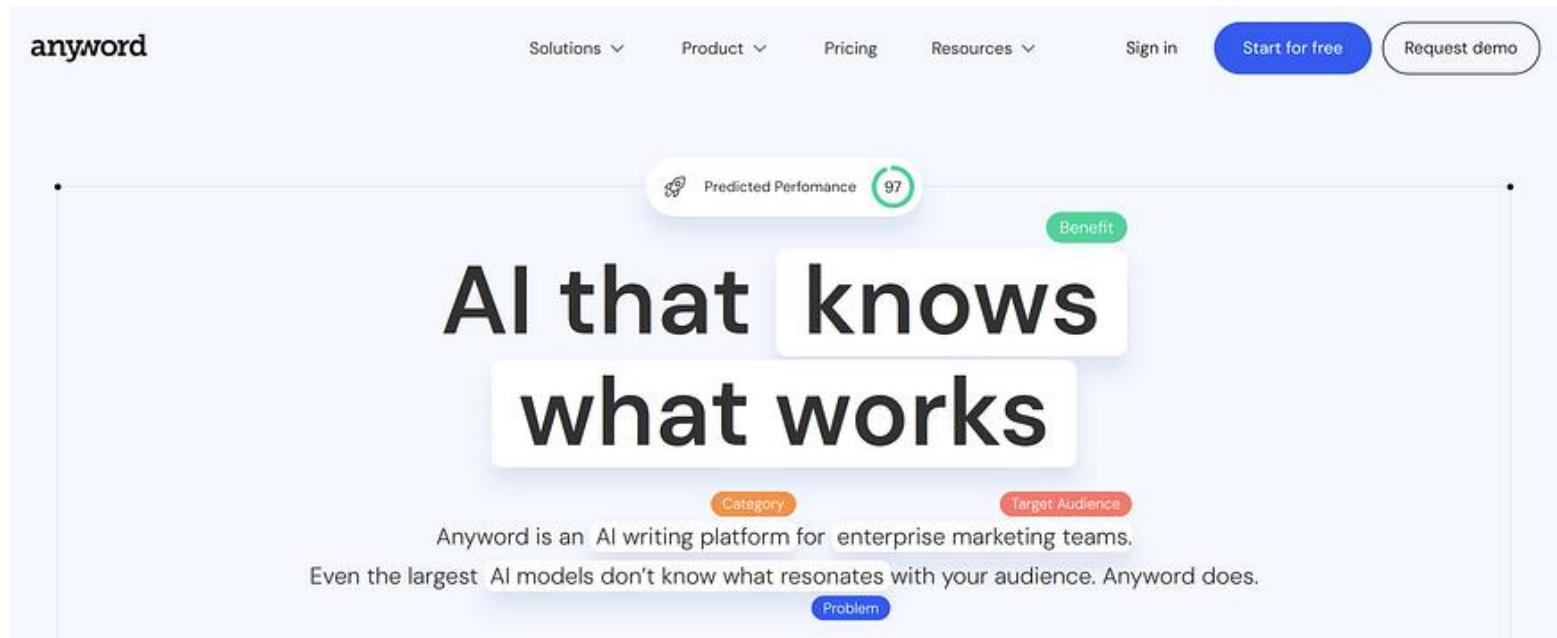 anyword Solutions Product Pricing Resources Sign in Start for free Request demo
Predicted Perfomance 97
Benefit
AI that knows
what works
Category Target Audience
Anyword is an AI writing platform for enterprise marketing teams.
Even the largest AI models don’t know what resonates with your audience. Anyword does.
Problem